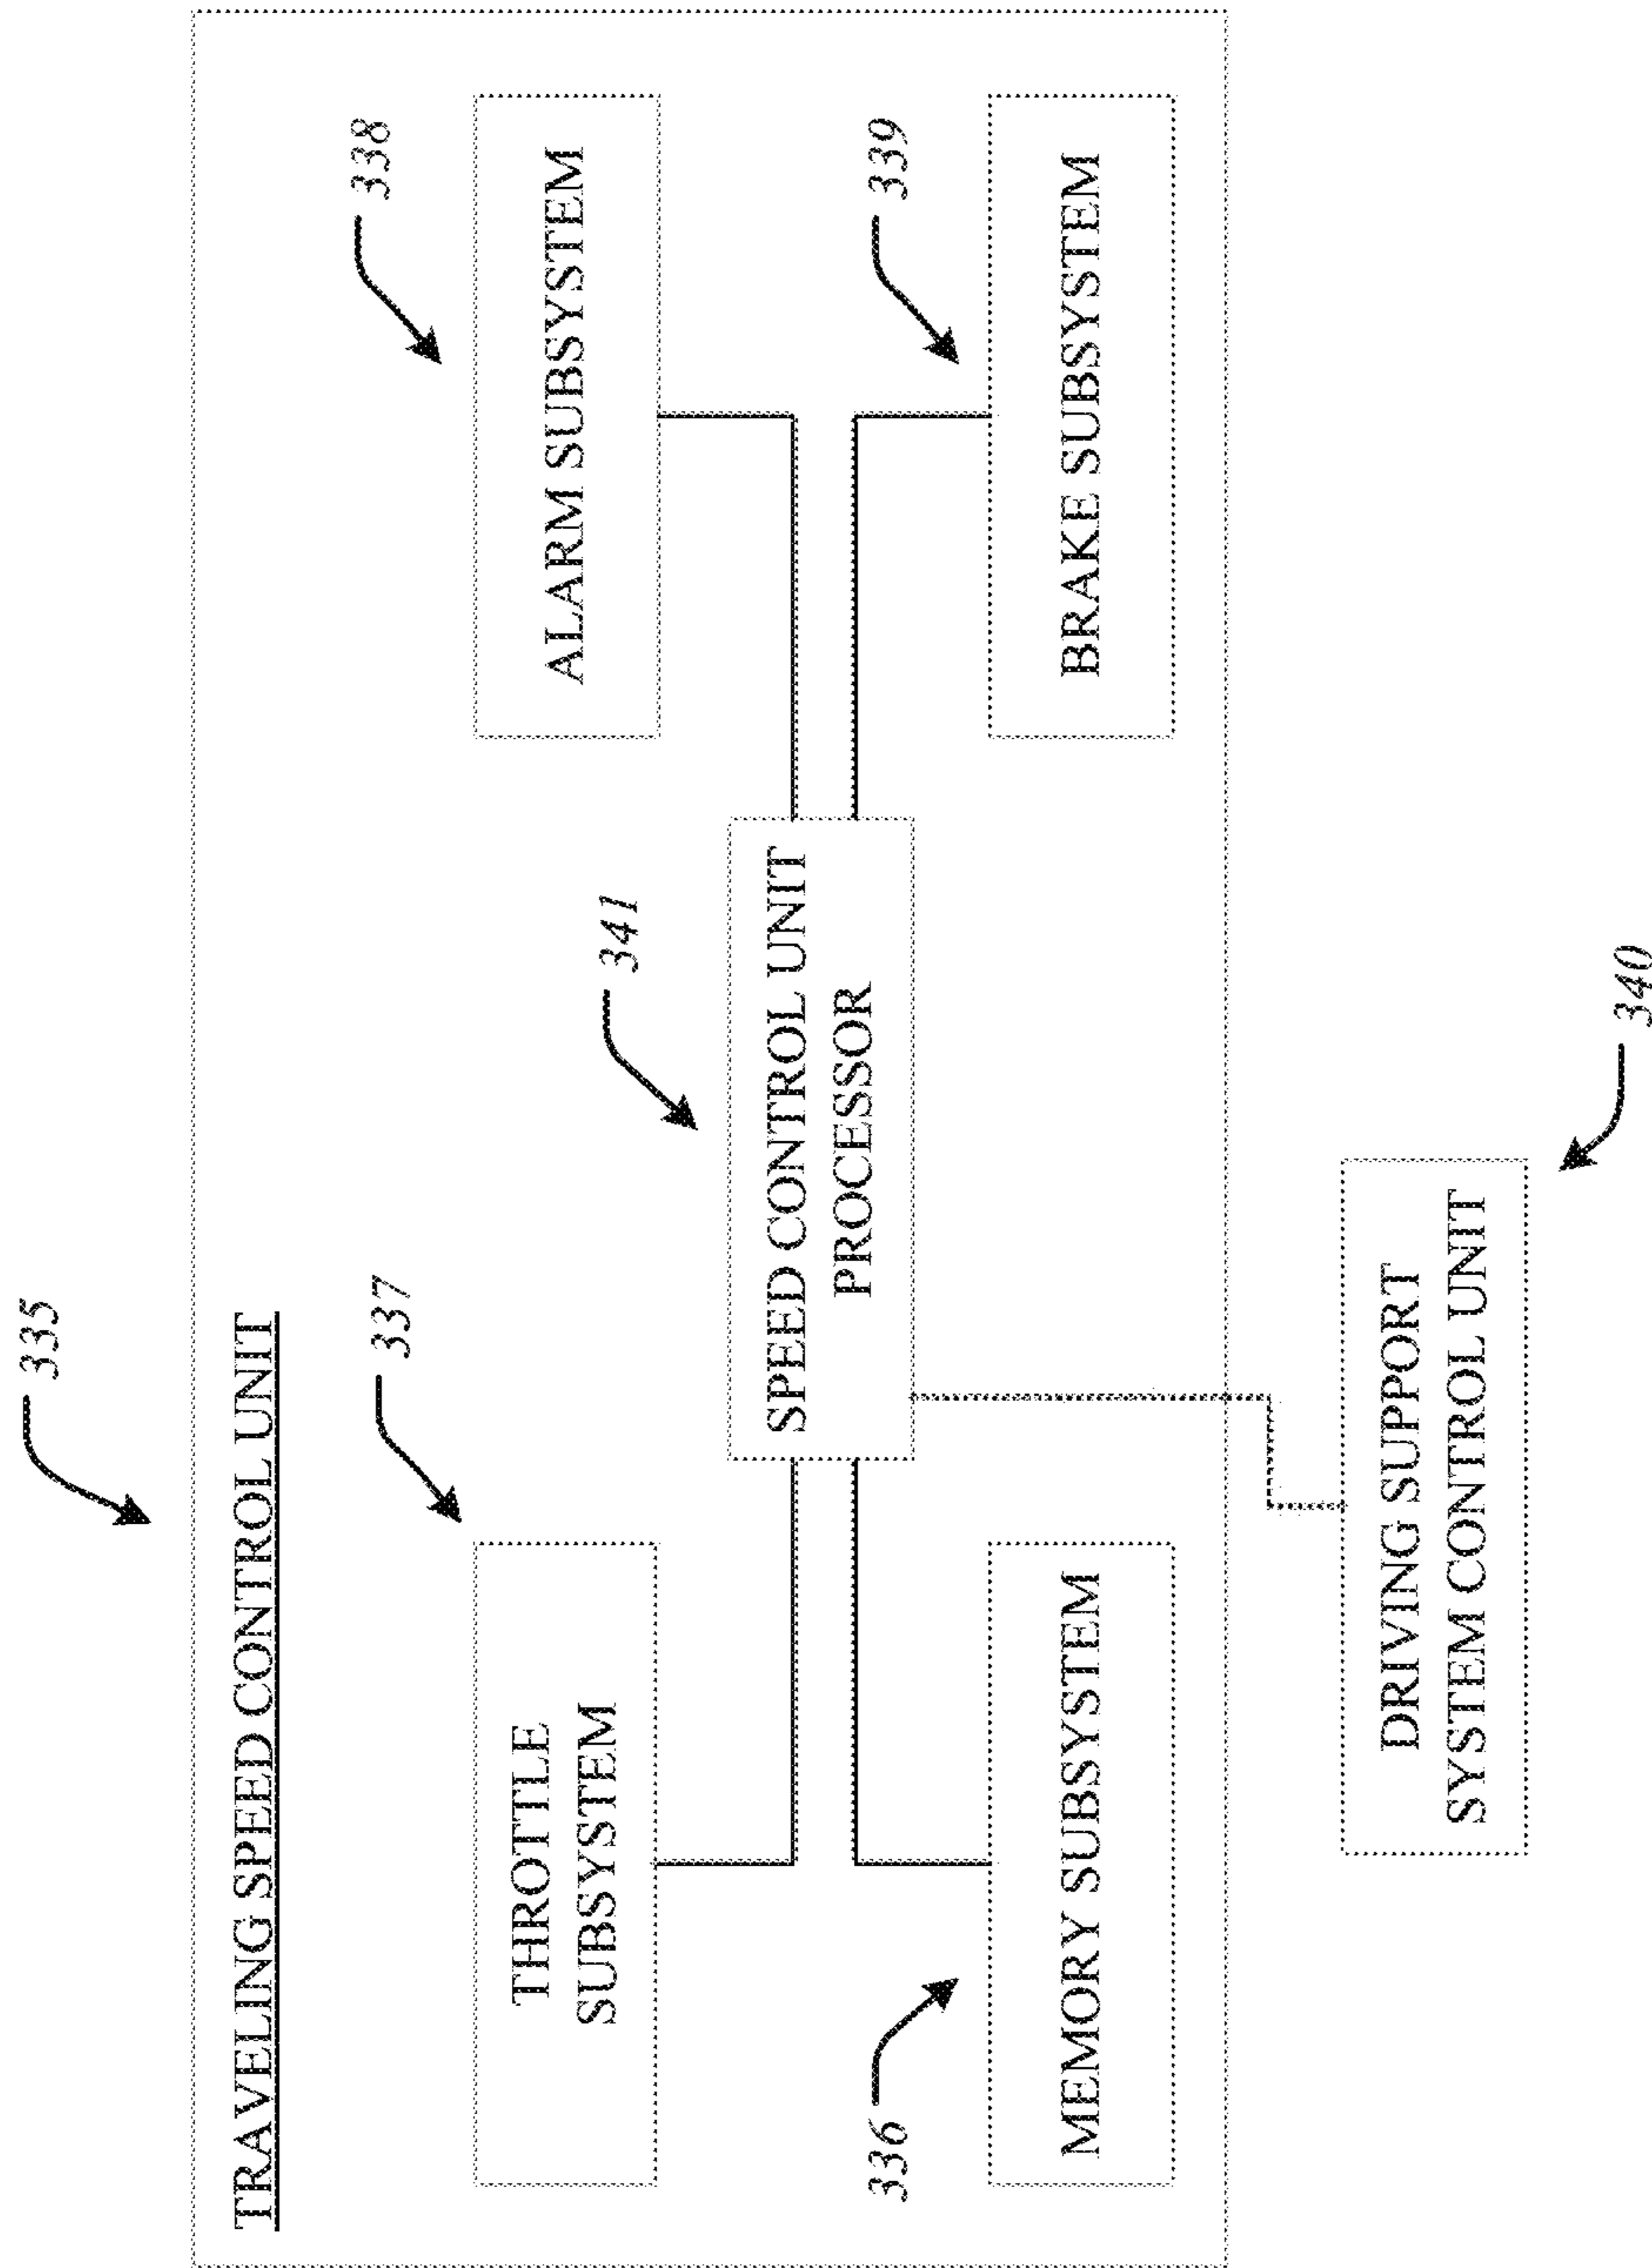 335
TRAVELING SPEED CONTROL UNIT
337
338
THROTTLE
SUBSYSTEM
ALARM SUBSYSTEM
341
SPEED CONTROL UNIT
PROCESSOR
336
339
MEMORY SUBSYSTEM
BRAKE SUBSYSTEM
DRIVING SUPPORT
SYSTEM CONTROL UNIT
340